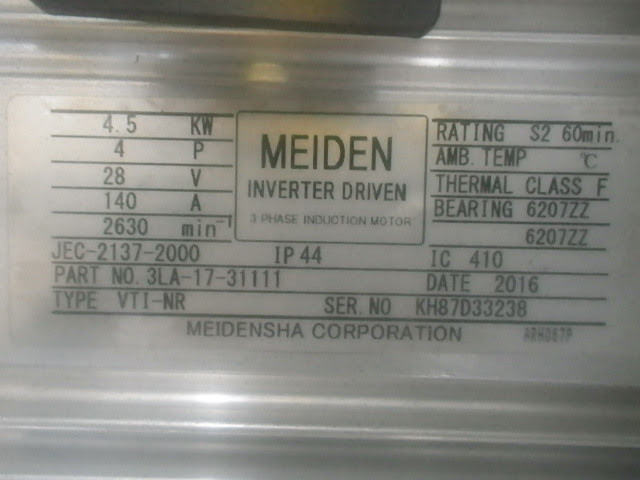 4.5 KW
4 P
28 V
140 A
2630 min⁻¹
MEIDEN
INVERTER DRIVEN
3 PHASE INDUCTION MOTOR
RATING S2 60min.
AMB. TEMP ℃
THERMAL CLASS F
BEARING 6207ZZ
6207ZZ
JEC-2137-2000 IP 44 IC 410
PART NO. 3LA-17-31111 DATE 2016
TYPE VTI-NR SER. NO KH87D33238
MEIDENSHA CORPORATION